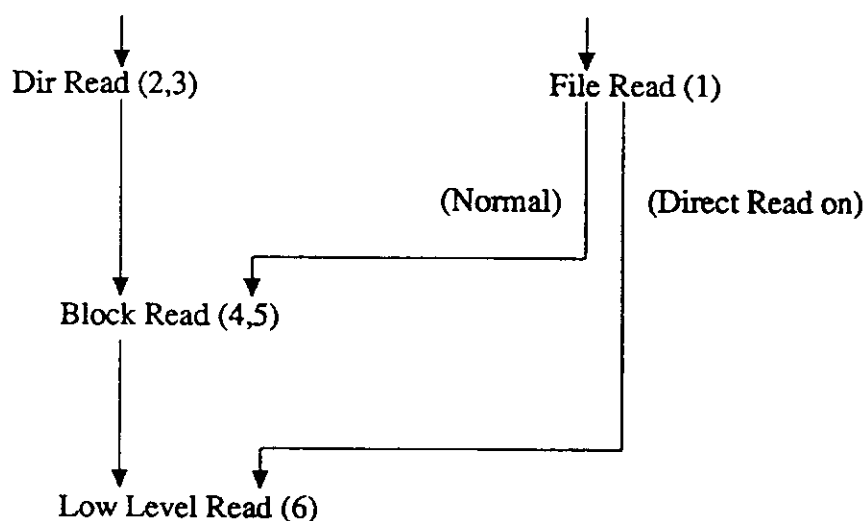 Dir Read (2,3)
File Read (1)
(Normal)
(Direct Read on)
Block Read (4,5)
Low Level Read (6)